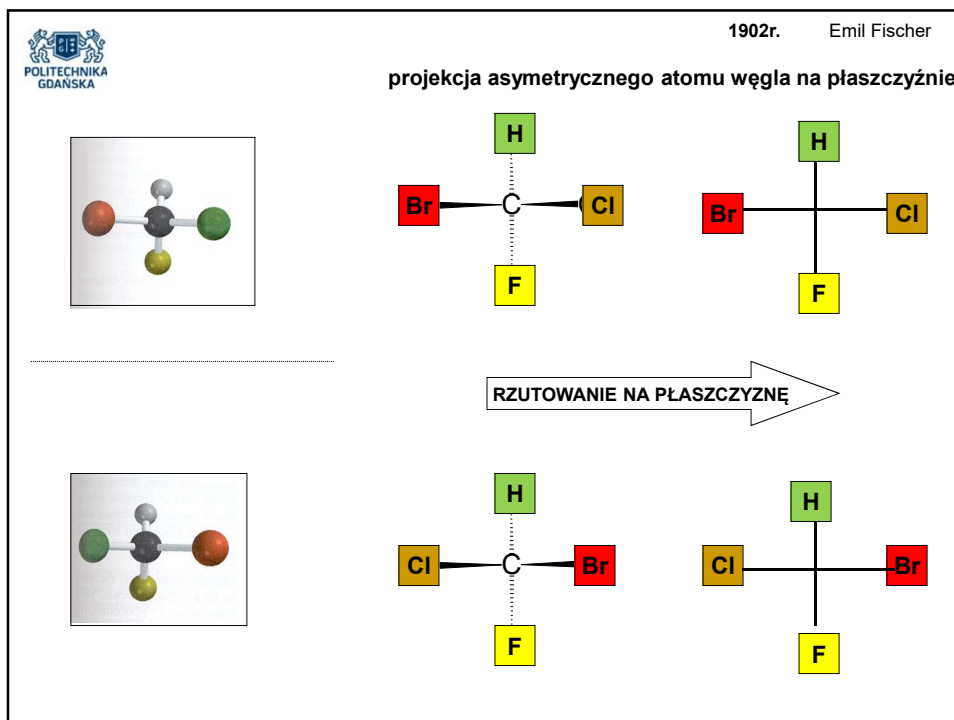 1902r. Emil Fischer
POLITECHNIKA
GDAŃSKA
projekcja asymetrycznego atomu węgla na płaszczyźnie
H
H
Br C Cl
Br Cl
F
F
RZUTOWANIE NA PŁASZCZYZNĘ
H
H
Cl C Br
Cl Br
F
F